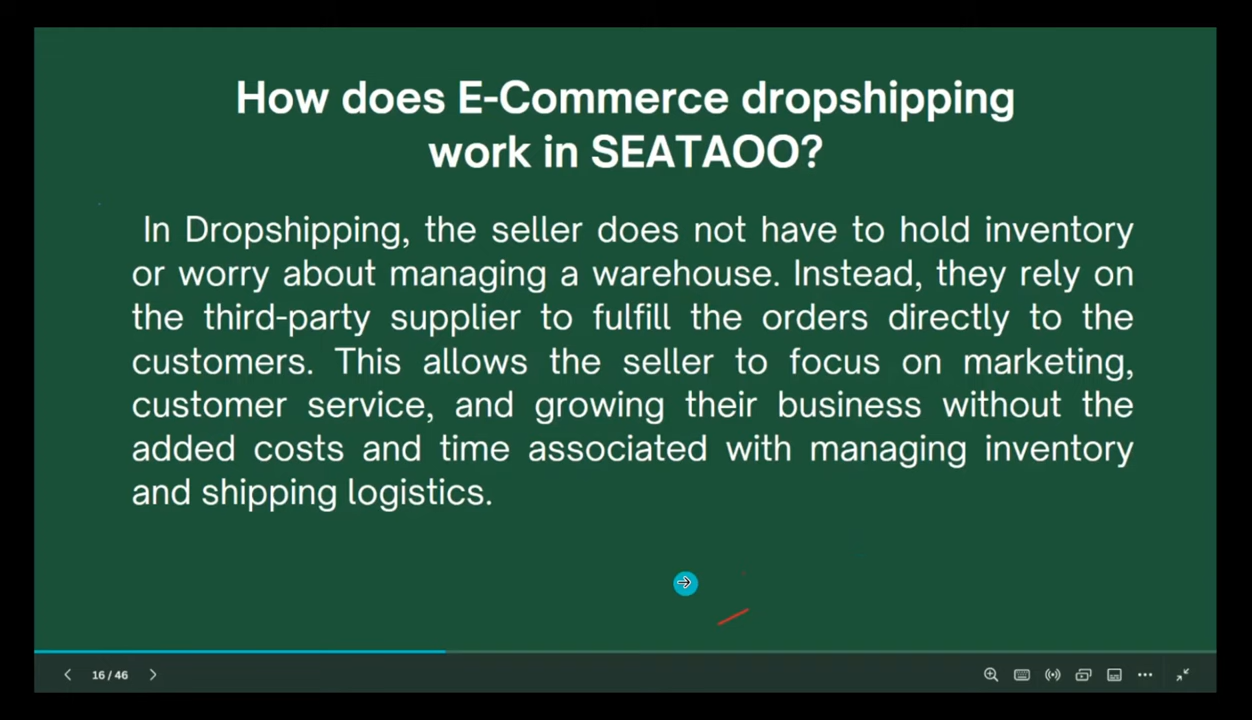 How does E-Commerce dropshipping
work in SEATAOO?
In Dropshipping, the seller does not have to hold inventory
or worry about managing a warehouse. Instead, they rely on
the third-party supplier to fulfill the orders directly to the
customers. This allows the seller to focus on marketing,
customer service, and growing their business without the
added costs and time associated with managing inventory
and shipping logistics.
16 / 46